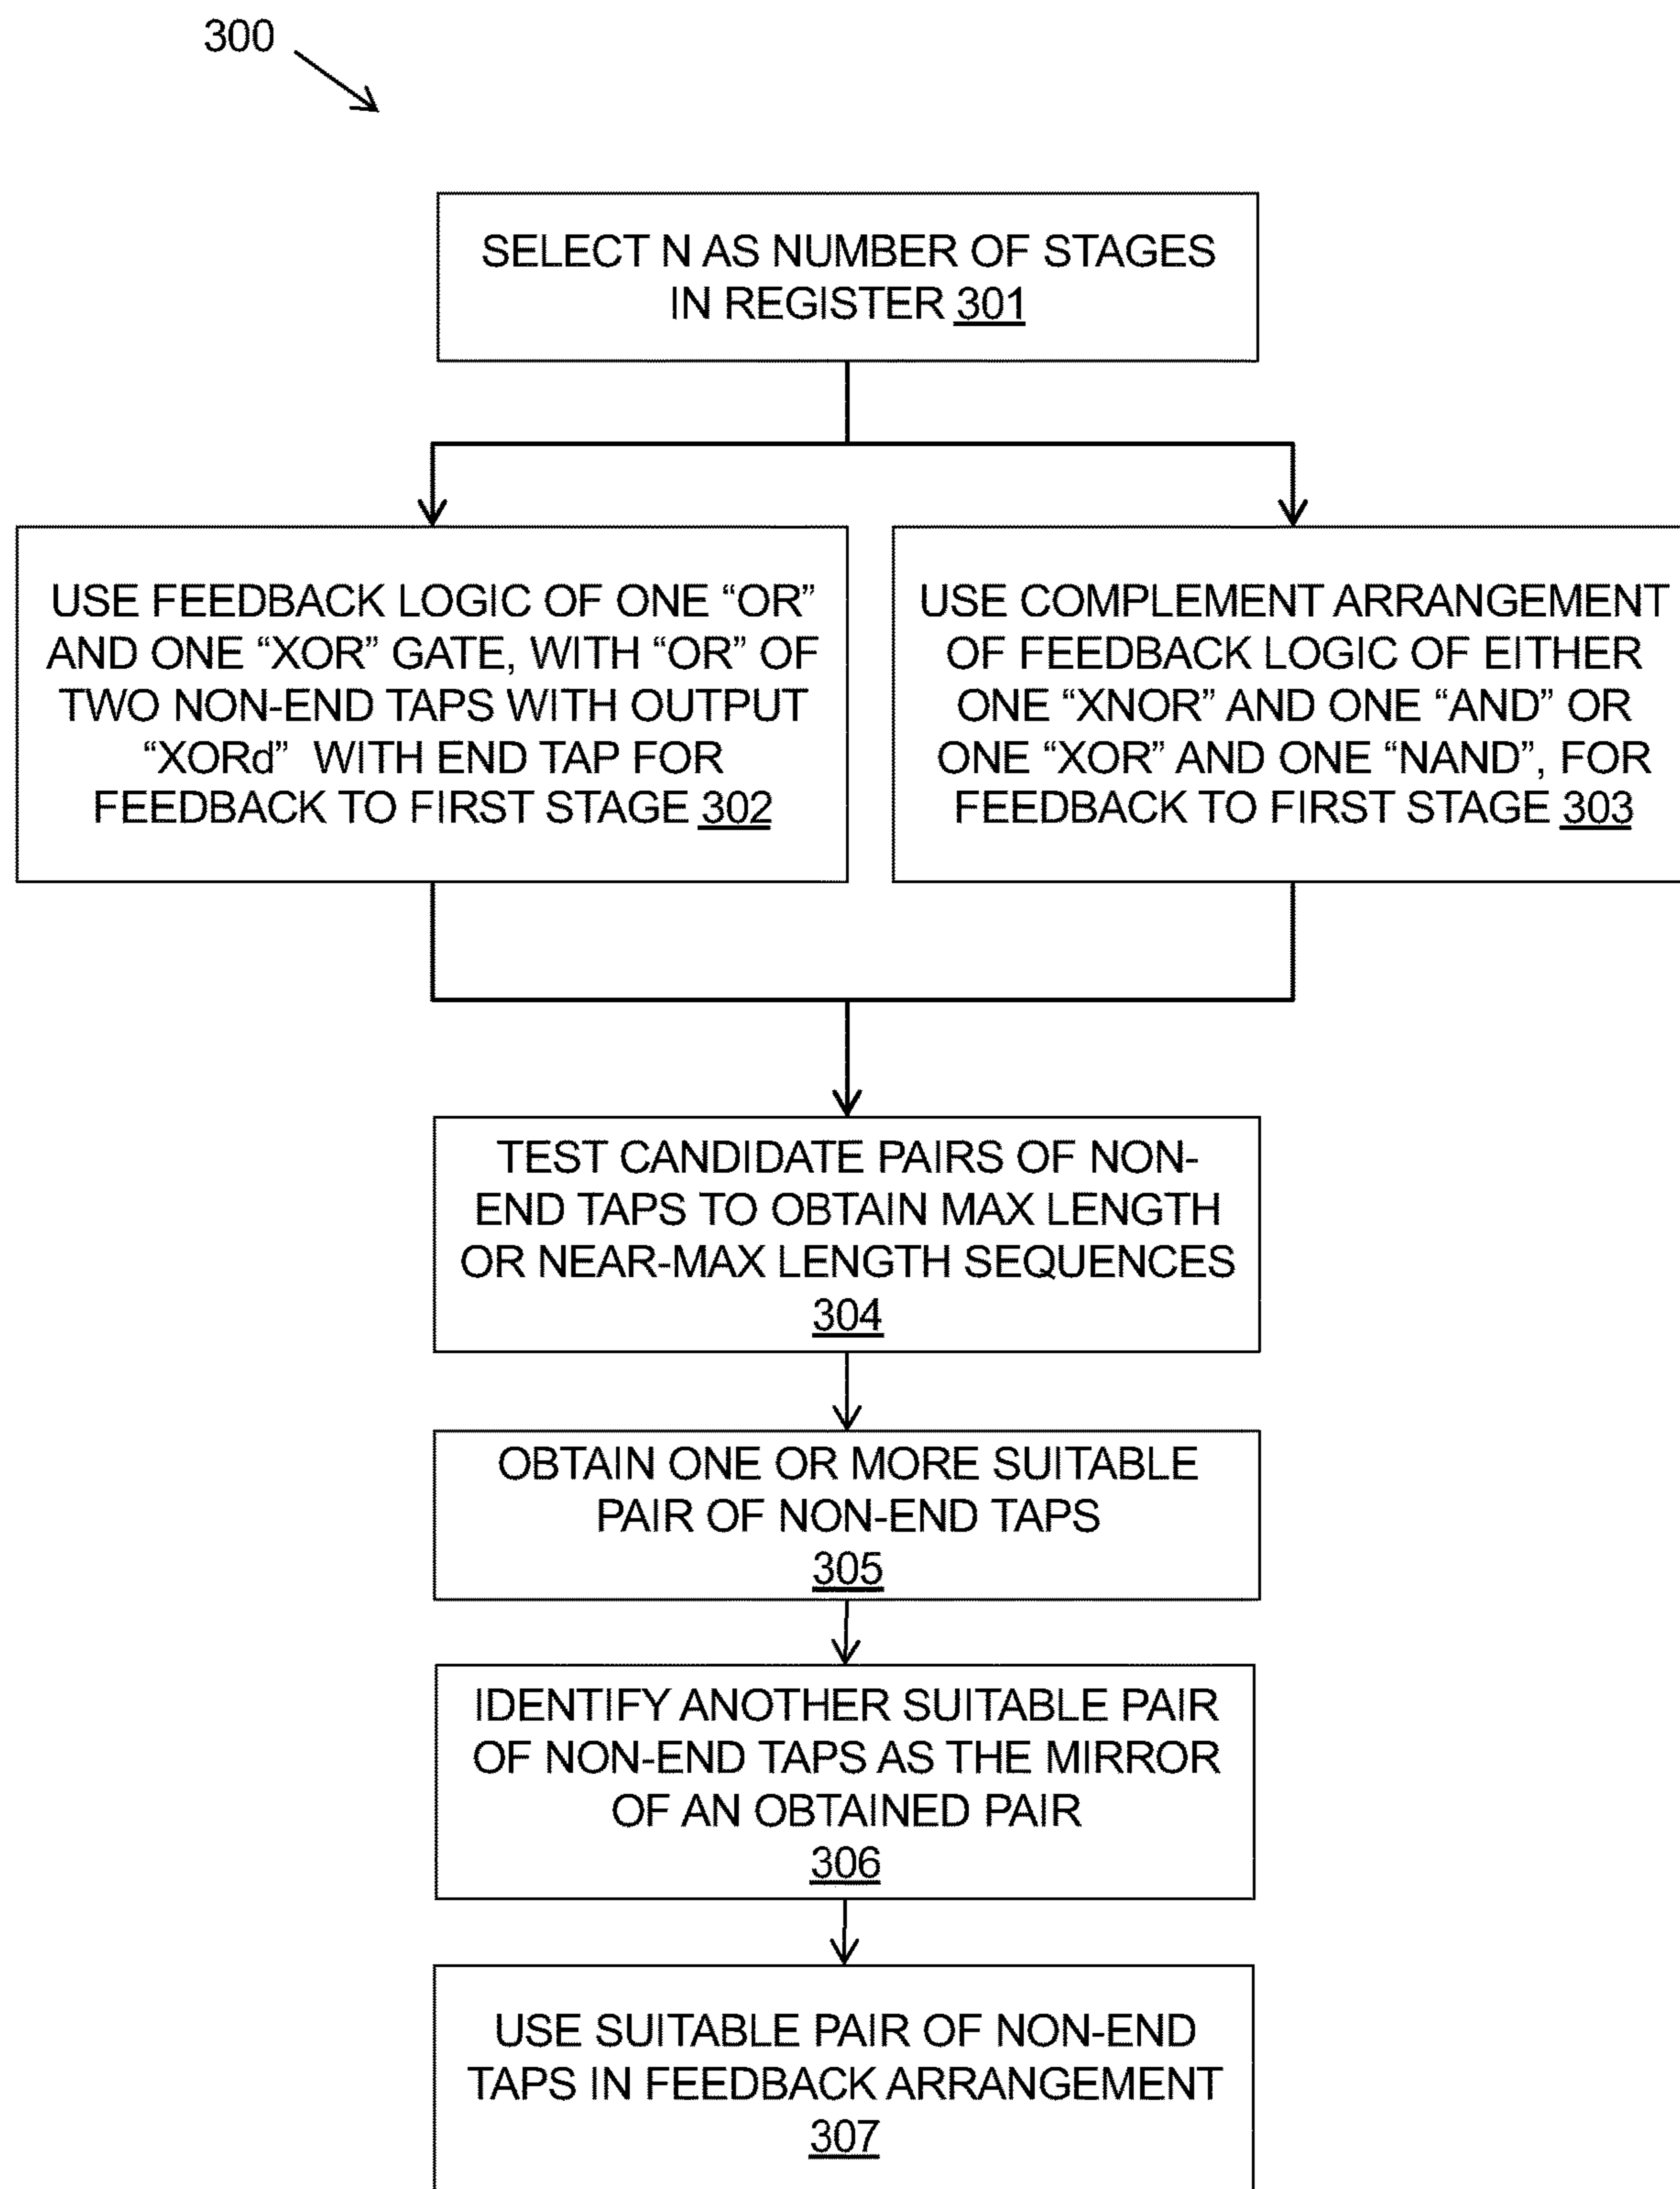 300
SELECT N AS NUMBER OF STAGES
IN REGISTER 301
USE FEEDBACK LOGIC OF ONE “OR”
AND ONE “XOR” GATE, WITH “OR” OF
TWO NON-END TAPS WITH OUTPUT
“XORd” WITH END TAP FOR
FEEDBACK TO FIRST STAGE 302
USE COMPLEMENT ARRANGEMENT
OF FEEDBACK LOGIC OF EITHER
ONE “XNOR” AND ONE “AND” OR
ONE “XOR” AND ONE “NAND”, FOR
FEEDBACK TO FIRST STAGE 303
TEST CANDIDATE PAIRS OF NON-
END TAPS TO OBTAIN MAX LENGTH
OR NEAR-MAX LENGTH SEQUENCES
304
OBTAIN ONE OR MORE SUITABLE
PAIR OF NON-END TAPS
305
IDENTIFY ANOTHER SUITABLE PAIR
OF NON-END TAPS AS THE MIRROR
OF AN OBTAINED PAIR
306
USE SUITABLE PAIR OF NON-END
TAPS IN FEEDBACK ARRANGEMENT
307